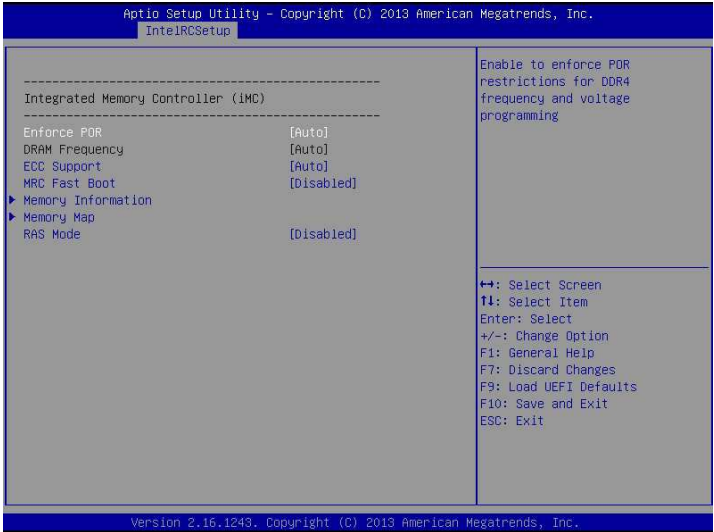 Aptio Setup Utility – Copyright (C) 2013 American Megatrends, Inc.
IntelRCSetup
--------------------------------------------------
Integrated Memory Controller (iMC)
--------------------------------------------------
Enforce POR [Auto]
DRAM Frequency [Auto]
ECC Support [Auto]
MRC Fast Boot [Disabled]
▶ Memory Information
▶ Memory Map
RAS Mode [Disabled]
Enable to enforce POR
restrictions for DDR4
frequency and voltage
programming
↔: Select Screen
↑↓: Select Item
Enter: Select
+/-: Change Option
F1: General Help
F7: Discard Changes
F9: Load UEFI Defaults
F10: Save and Exit
ESC: Exit
Version 2.16.1243. Copyright (C) 2013 American Megatrends, Inc.